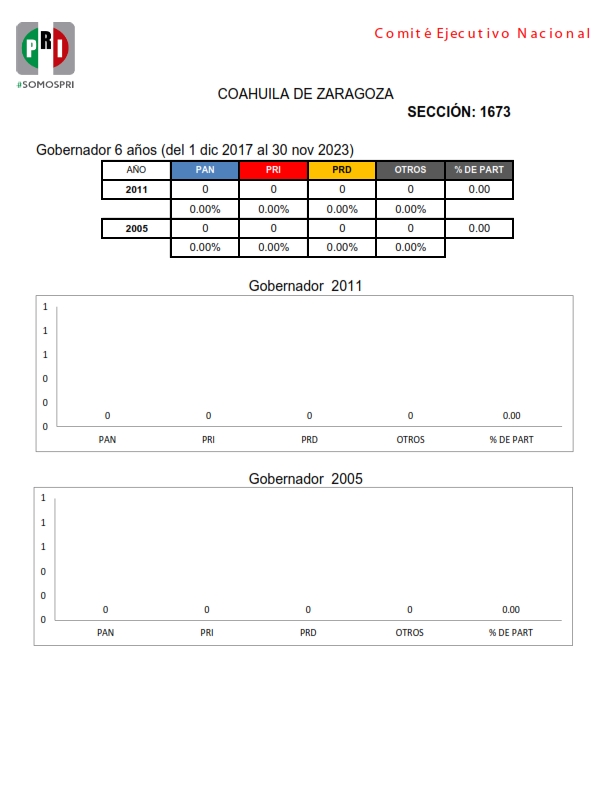 PRI
#SOMOSPRI
Comité Ejecutivo Nacional
COAHUILA DE ZARAGOZA
SECCIÓN: 1673
Gobernador 6 años (del 1 dic 2017 al 30 nov 2023)
AÑO PAN PRI PRD OTROS % DE PART
2011 0 0 0 0 0.00
0.00% 0.00% 0.00% 0.00%
2005 0 0 0 0 0.00
0.00% 0.00% 0.00% 0.00%
Gobernador 2011
1
1
1
0
0
0
0 0 0 0 0.00
PAN PRI PRD OTROS % DE PART
Gobernador 2005
1
1
1
0
0
0
0 0 0 0 0.00
PAN PRI PRD OTROS % DE PART